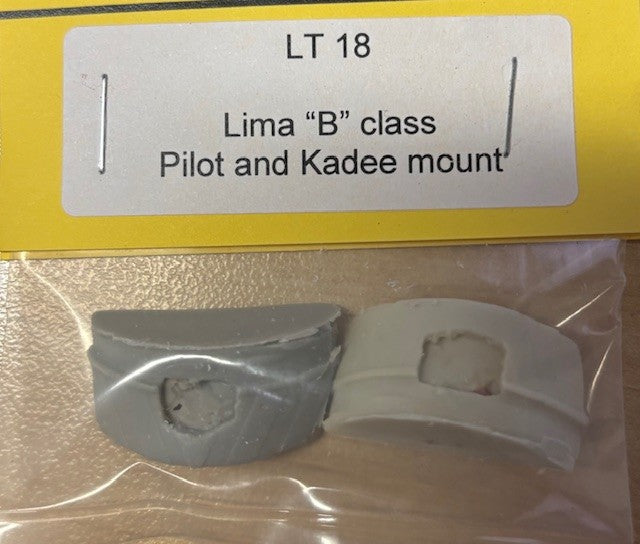 LT 18
Lima “B” class
Pilot and Kadee mount